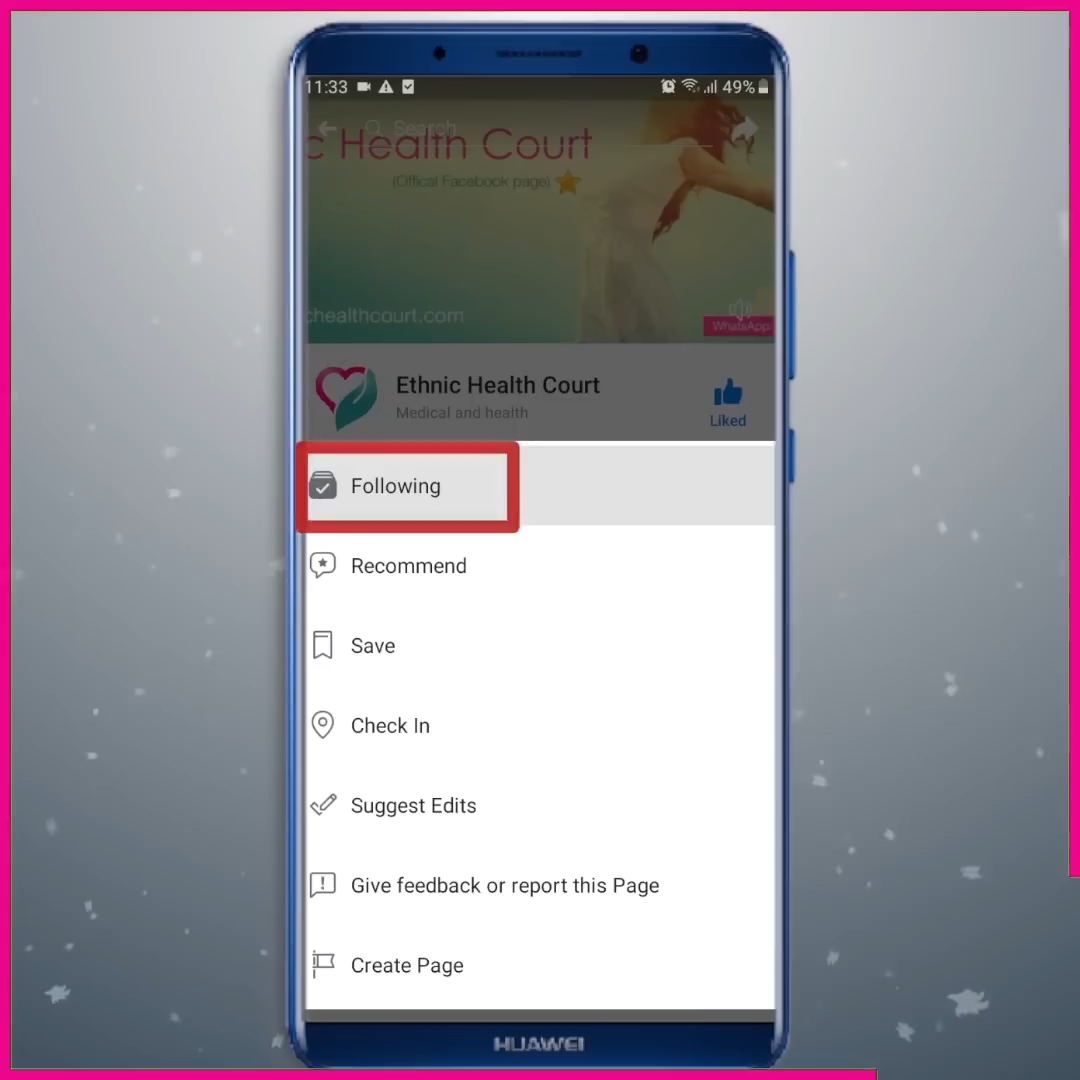 11:33
49%
Search
c Health Court
(Offical Facebook page)
chealthcourt.com
WhatsApp
Ethnic Health Court
Medical and health
Liked
Following
Recommend
Save
Check In
Suggest Edits
Give feedback or report this Page
Create Page
HUAWEI